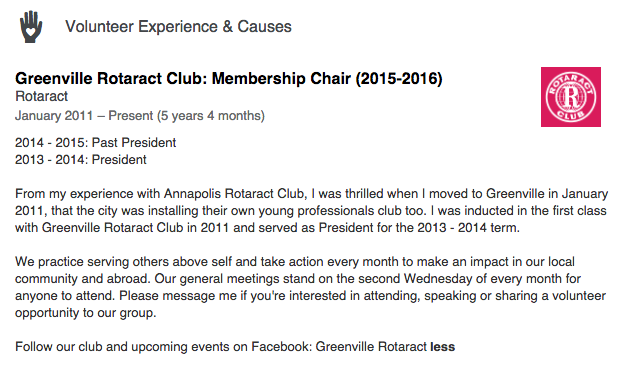 Volunteer Experience & Causes
Greenville Rotaract Club: Membership Chair (2015-2016)
Rotaract
January 2011 – Present (5 years 4 months)
ROTARACT
R
CLUB
2014 - 2015: Past President
2013 - 2014: President
From my experience with Annapolis Rotaract Club, I was thrilled when I moved to Greenville in January
2011, that the city was installing their own young professionals club too. I was inducted in the first class
with Greenville Rotaract Club in 2011 and served as President for the 2013 - 2014 term.
We practice serving others above self and take action every month to make an impact in our local
community and abroad. Our general meetings stand on the second Wednesday of every month for
anyone to attend. Please message me if you're interested in attending, speaking or sharing a volunteer
opportunity to our group.
Follow our club and upcoming events on Facebook: Greenville Rotaract less